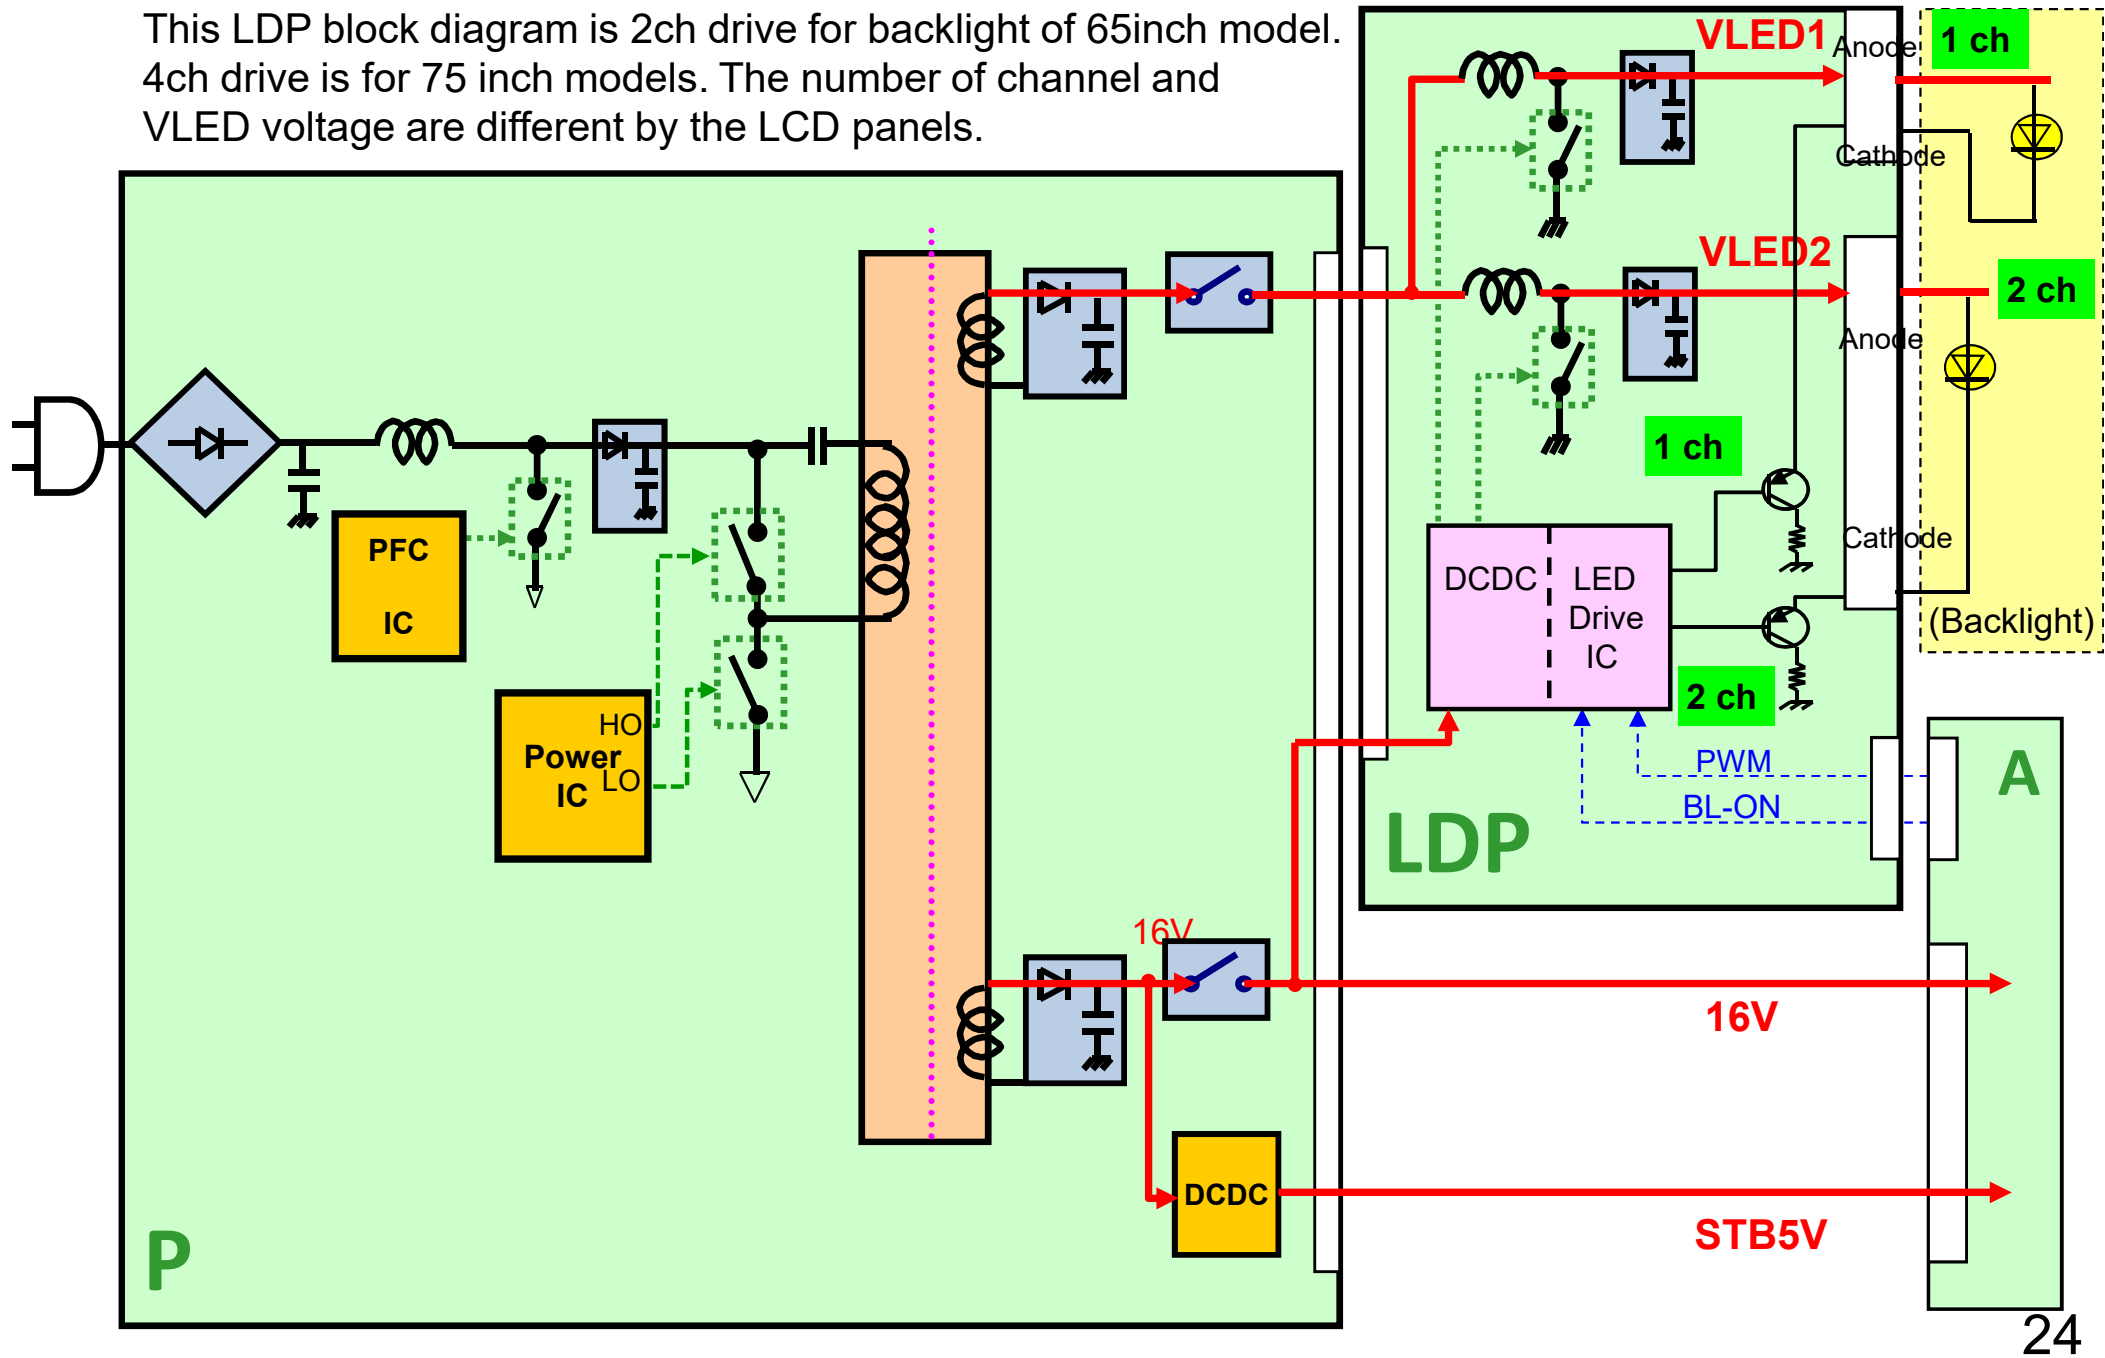 This LDP block diagram is 2ch drive for backlight of 65inch model.
4ch drive is for 75 inch models. The number of channel and
VLED voltage are different by the LCD panels.
VLED1
Anode
1 ch
Cathode
VLED2
2 ch
Anode
1 ch
Cathode
PFC
IC
DCDC
LED
Drive
IC
(Backlight)
2 ch
HO
Power
LO
IC
PWM
BL-ON
A
LDP
16V
16V
DCDC
STB5V
P
24